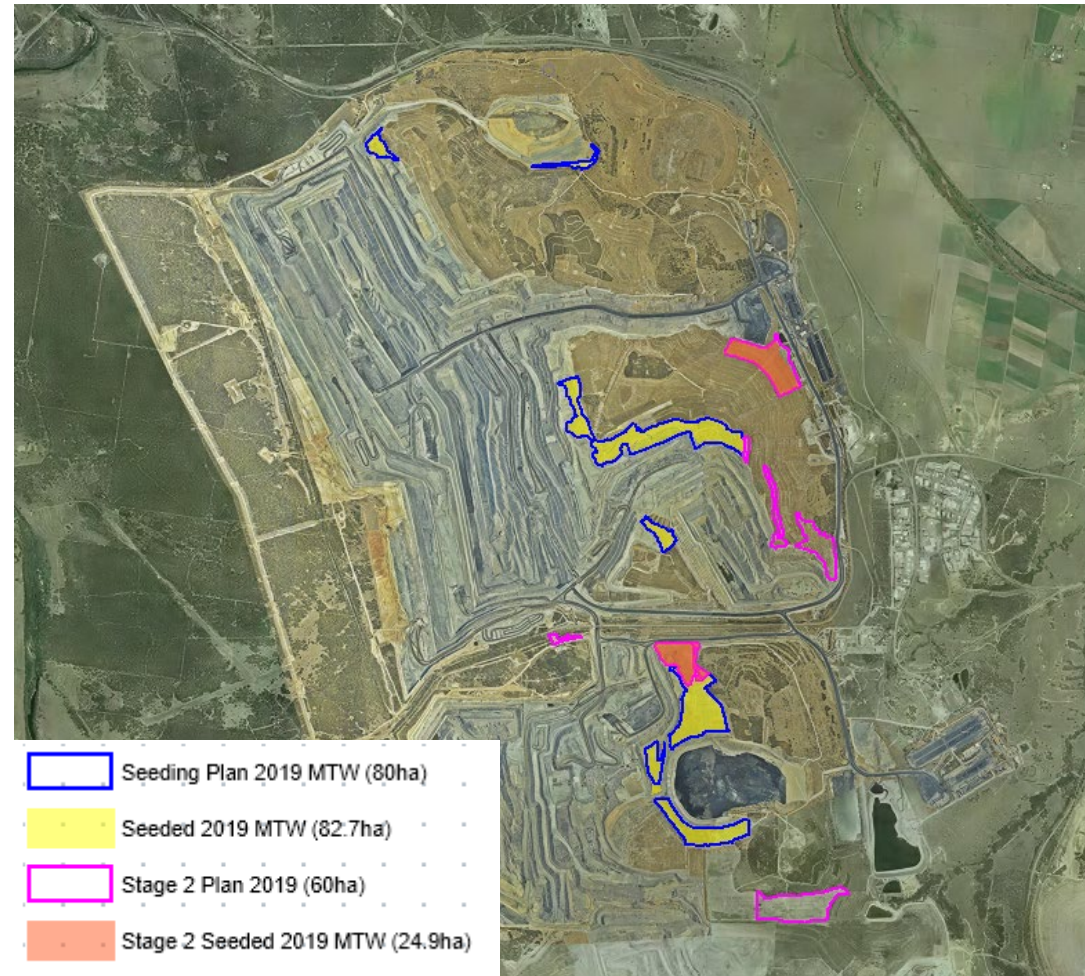 Seeding Plan 2019 MTW (80ha)
Seeded 2019 MTW (82.7ha)
Stage 2 Plan 2019 (60ha)
Stage 2 Seeded 2019 MTW (24.9ha)